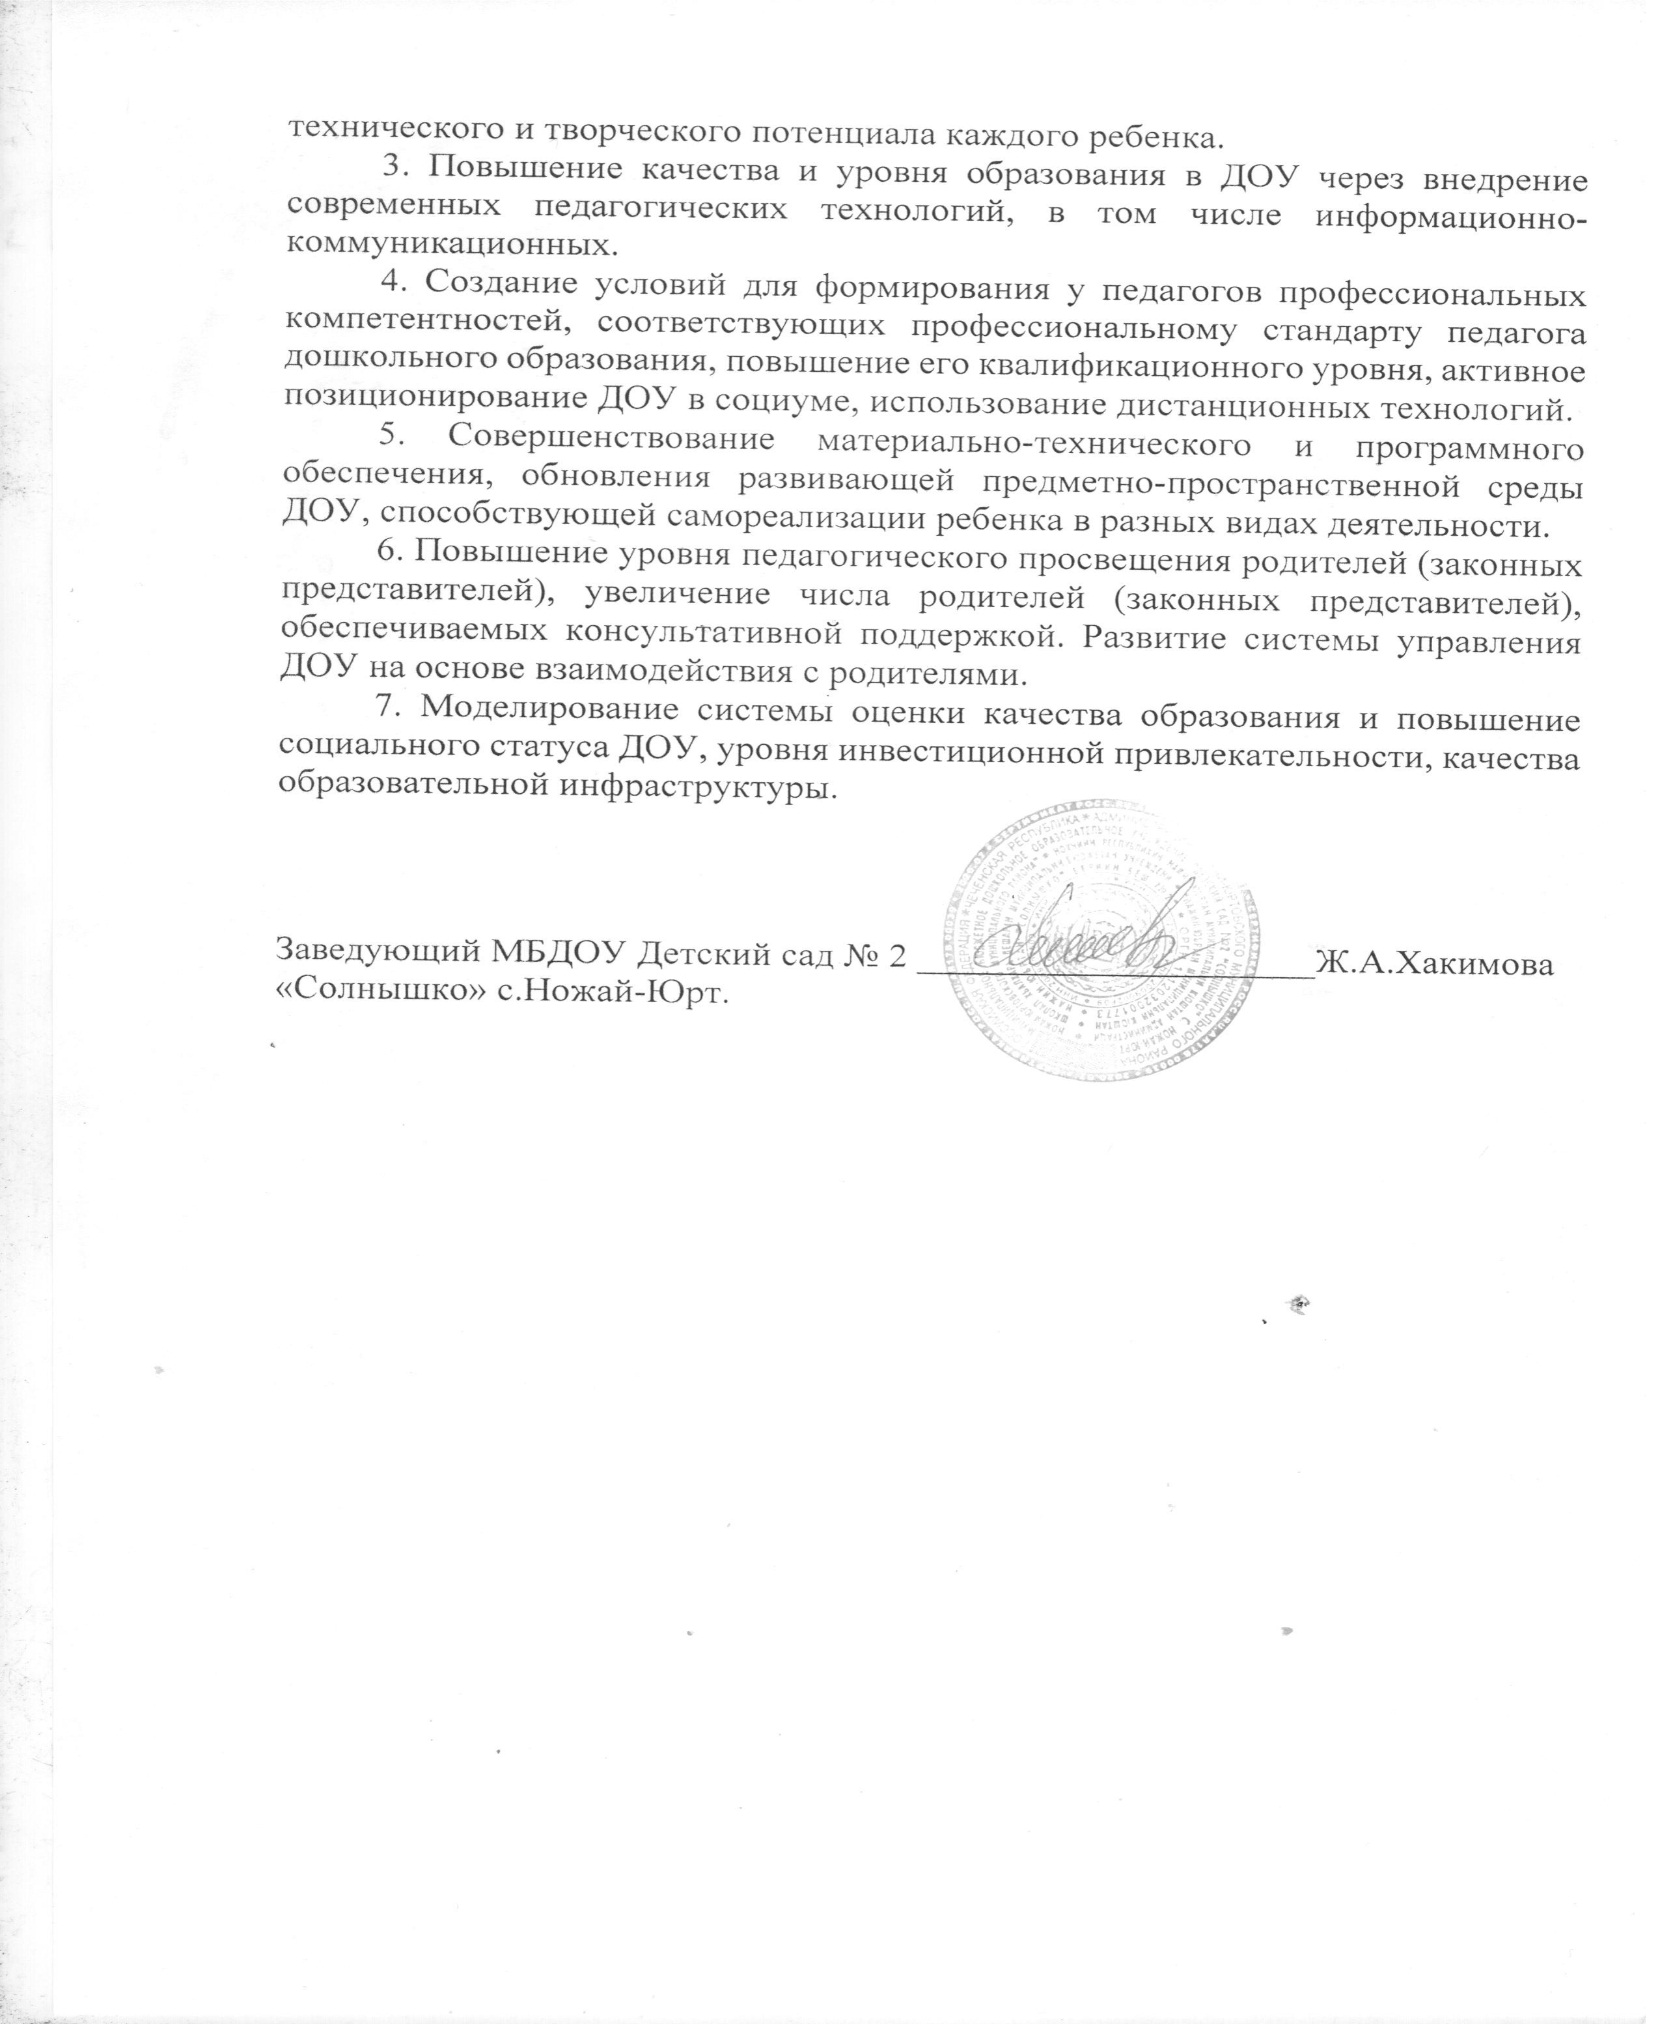 технического и творческого потенциала каждого ребенка.
3. Повышение качества и уровня образования в ДОУ через внедрение
современных педагогических технологий, в том числе информационно-
коммуникационных.
4. Создание условий для формирования у педагогов профессиональных
компетентностей, соответствующих профессиональному стандарту педагога
дошкольного образования, повышение его квалификационного уровня, активное
позиционирование ДОУ в социуме, использование дистанционных технологий.
5. Совершенствование материально-технического и программного
обеспечения, обновления развивающей предметно-пространственной среды
ДОУ, способствующей самореализации ребенка в разных видах деятельности.
6. Повышение уровня педагогического просвещения родителей (законных
представителей), увеличение числа родителей (законных представителей),
обеспечиваемых консультативной поддержкой. Развитие системы управления
ДОУ на основе взаимодействия с родителями.
7. Моделирование системы оценки качества образования и повышение
социального статуса ДОУ, уровня инвестиционной привлекательности, качества
образовательной инфраструктуры.
Заведующий МБДОУ Детский сад № 2 ______________________Ж.А.Хакимова
«Солнышко» с.Ножай-Юрт.
ЧЕЧЕНСКАЯ РЕСПУБЛИКА